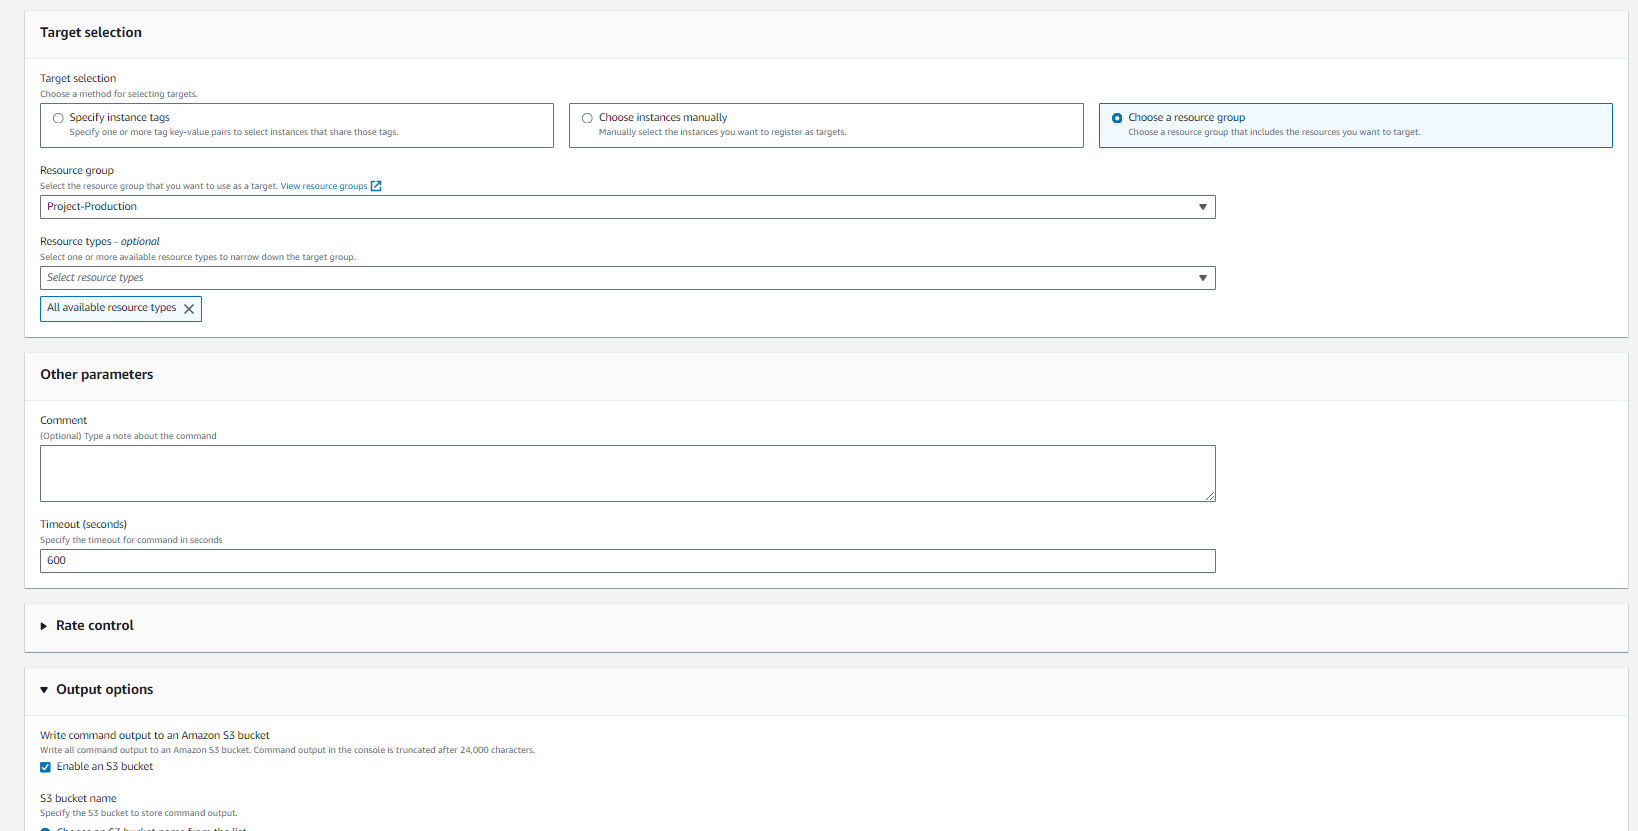 Target selection
Target selection
Choose a method for selecting targets.
Specify instance tags
Specify one or more tag key-value pairs to select instances that share those tags.
Choose instances manually
Manually select the instances you want to register as targets.
Choose a resource group
Choose a resource group that includes the resources you want to target.
Resource group
Select the resource group that you want to use as a target. View resource groups
Project-Production
Resource types - optional
Select one or more available resource types to narrow down the target group.
Select resource types
All available resource types
Other parameters
Comment
(Optional) Type a note about the command
Timeout (seconds)
Specify the timeout for command in seconds
600
Rate control
Output options
Write command output to an Amazon S3 bucket
Write all command output to an Amazon S3 bucket. Command output in the console is truncated after 24,000 characters.
Enable an S3 bucket
S3 bucket name
Specify the S3 bucket to store command output.
Choose an S3 bucket name from the list